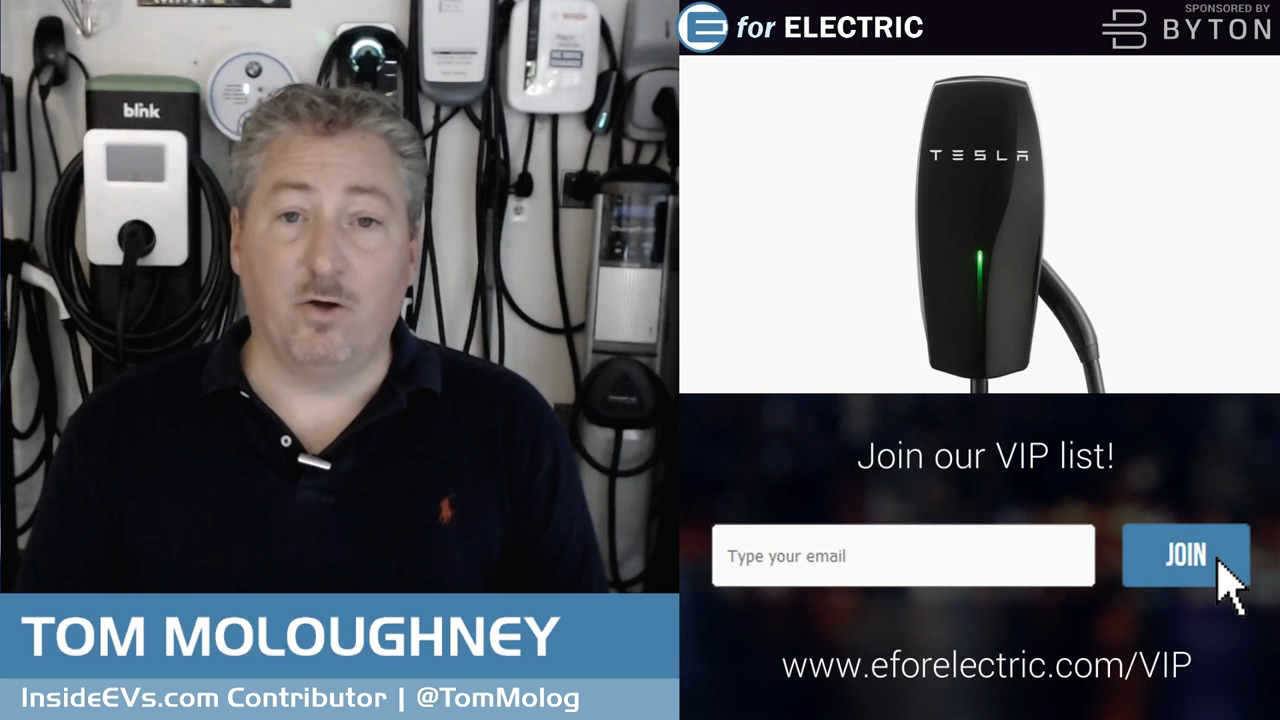 MINI
blink
E for ELECTRIC
SPONSORED BY
BYTON
TESLA
Join our VIP list!
Type your email
JOIN
www.eforelectric.com/VIP
TOM MOLOUGHNEY
InsideEVs.com Contributor | @TomMolog